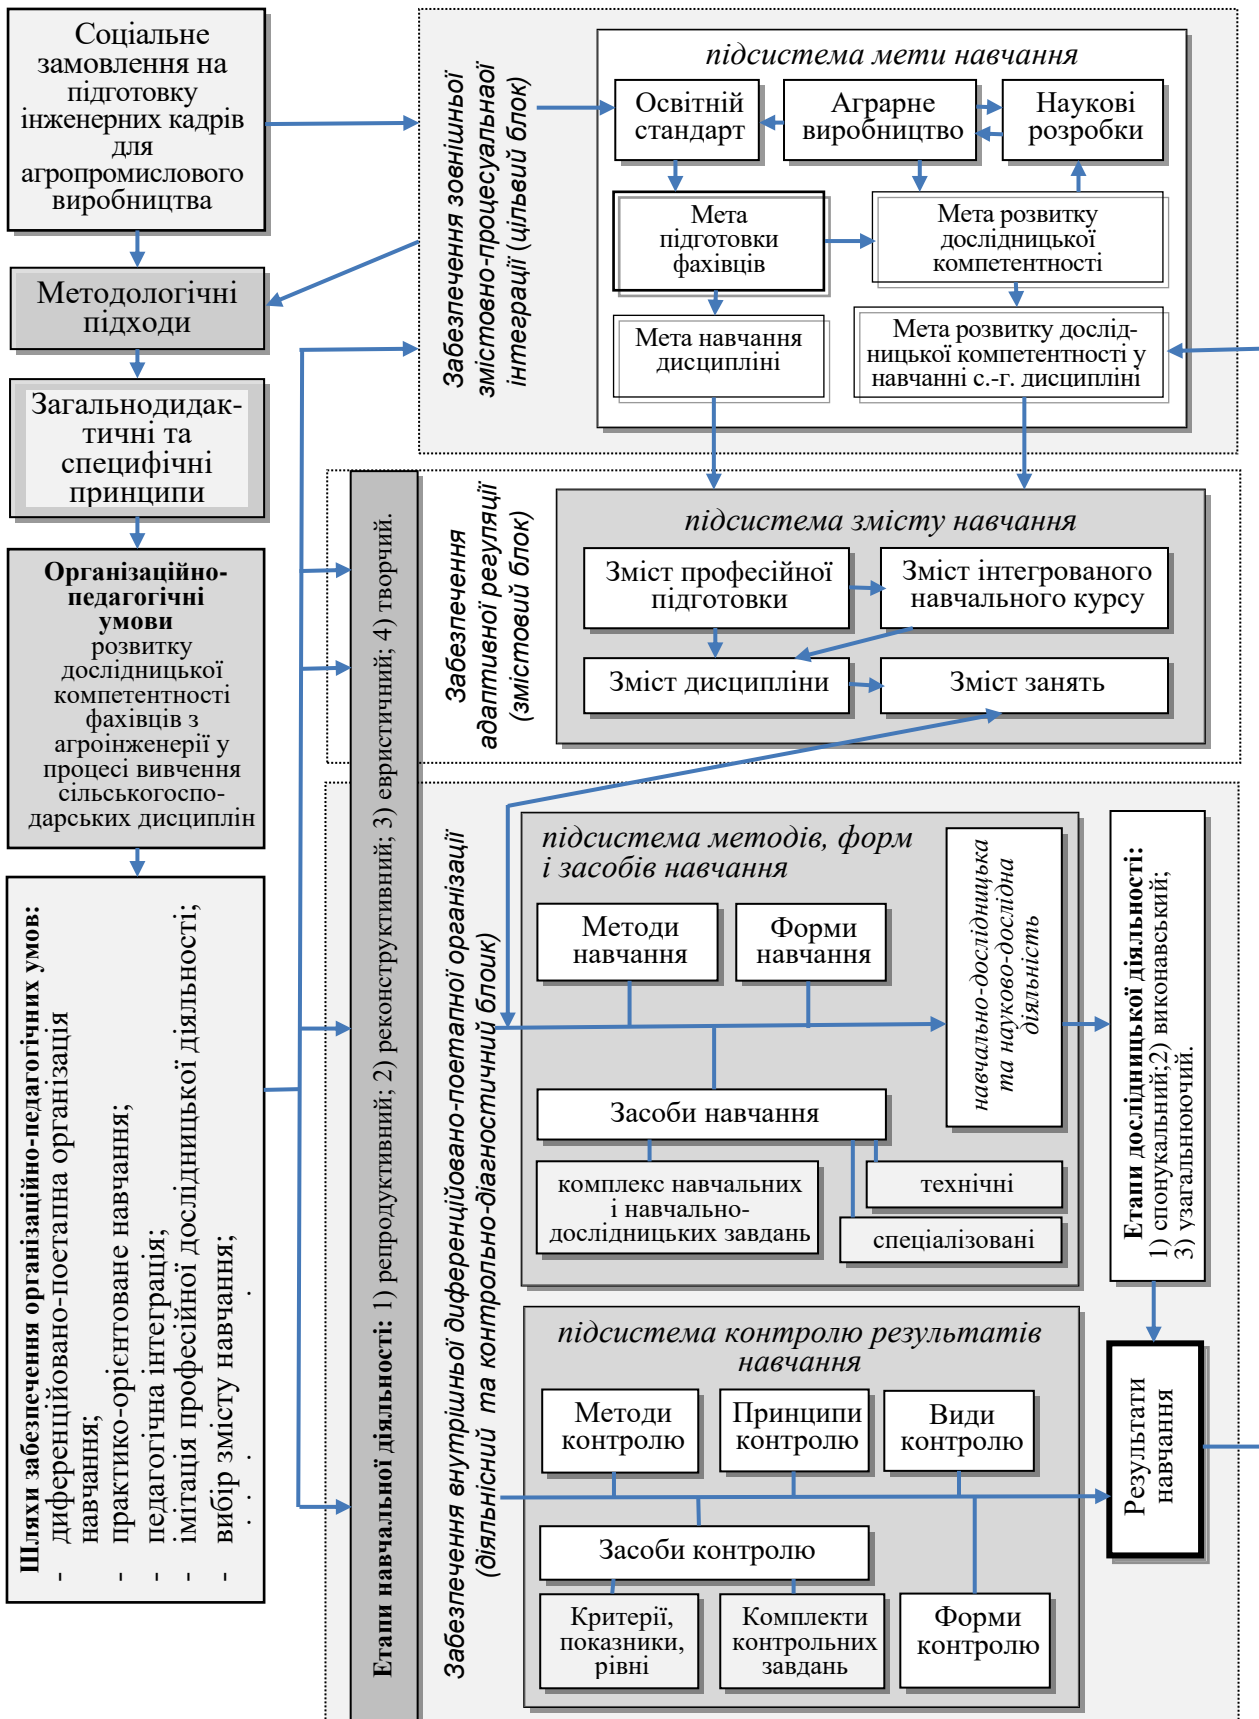 Соціальне
замовлення на
підготовку
інженерних кадрів
для
агропромислового
виробництва
Методологічні
підходи
Загальнодидак-
тичні та
специфічні
принципи
Організаційно-
педагогічні
умови
розвитку
дослідницької
компетентності
фахівців з
агроінженерії у
процесі вивчення
сільськогоспо-
дарських дисциплін
Шляхи забезпечення організаційно-педагогічних умов:
- диференційовано-поетапна організація
навчання;
- практико-орієнтоване навчання;
- педагогічна інтеграція;
- імітація професійної дослідницької діяльності;
- вибір змісту навчання;
Забезпечення зовнішньої
змістовно-процесуальнаої
інтеграції (цільвий блок)
підсистема мети навчання
Освітній
стандарт
Аграрне
виробництво
Наукові
розробки
Мета
підготовки
фахівців
Мета розвитку
дослідницької
компетентності
Мета навчання
дисципліні
Мета розвитку дослід-
ницької компетентності у
навчанні с.-г. дисципліні
Етапи навчальної діяльності: 1) репродуктивний; 2) реконструктивний; 3) евристичний; 4) творчий.
Забезпечення
адаптивної регуляції
(змістовий блок)
підсистема змісту навчання
Зміст професійної
підготовки
Зміст інтегрованого
навчального курсу
Зміст дисципліни
Зміст занять
Забезпечення внутрішньої диференційовано-поетапної організації
(діяльнісний та контрольно-діагностичний блоик)
підсистема методів, форм
і засобів навчання
Методи
навчання
Форми
навчання
навчально-дослідницька
та науково-дослідна
діяльність
Засоби навчання
комплекс навчальних
і навчально-
дослідницьких завдань
технічні
спеціалізовані
Етапи дослідницької діяльності:
1) спонукальний;2) виконавський;
3) узагальнюючий.
підсистема контролю результатів
навчання
Методи
контролю
Принципи
контролю
Види
контролю
Засоби контролю
Критерії,
показники,
рівні
Комплекти
контрольних
завдань
Форми
контролю
Результати
навчання